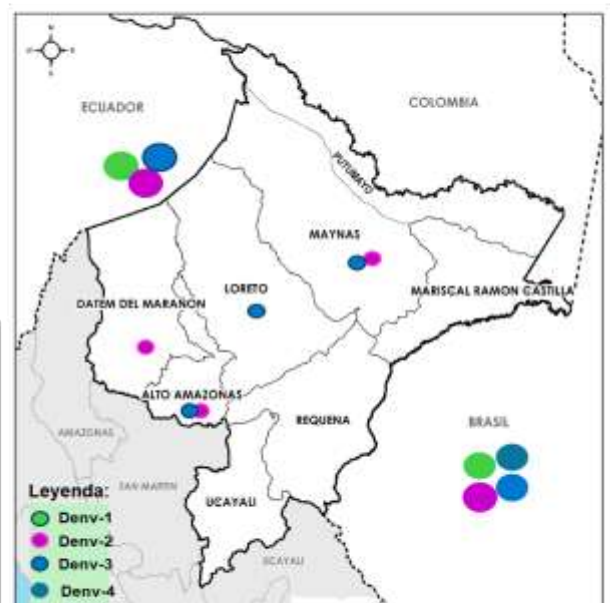 N
ECUADOR
COLOMBIA
PUTUMAYO
MAYNAS
LORETO
MARISCAL RAMON CASTILLA
DATEM DEL MARAÑON
ALTO AMAZONAS
REQUENA
BRASIL
AMAZONAS
SAN MARTIN
UCAYALI
UCAYALI
Leyenda:
Denv-1
Denv-2
Denv-3
Denv-4